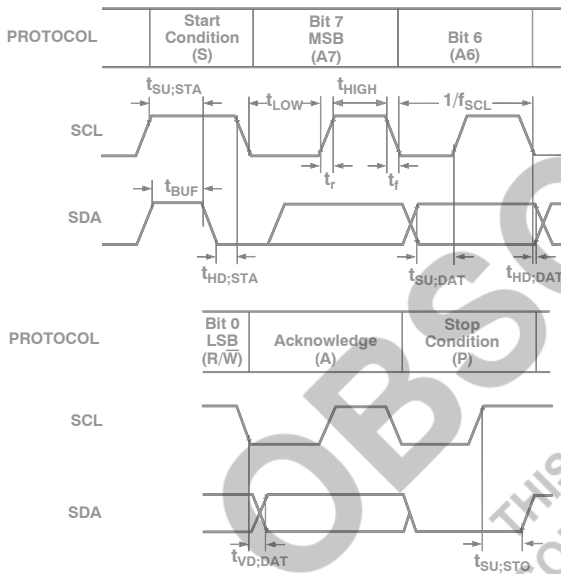 PROTOCOL
Start
Condition
(S)
Bit 7
MSB
(A7)
Bit 6
(A6)
tSU;STA
tLOW
tHIGH
1/fSCL
SCL
tr
tf
tBUF
SDA
tHD;STA
tSU;DAT
tHD;DAT
PROTOCOL
Bit 0
LSB
(R/W̅)
Acknowledge
(A)
Stop
Condition
(P)
SCL
SDA
tVD;DAT
tSU;STO
OBSO
THIS